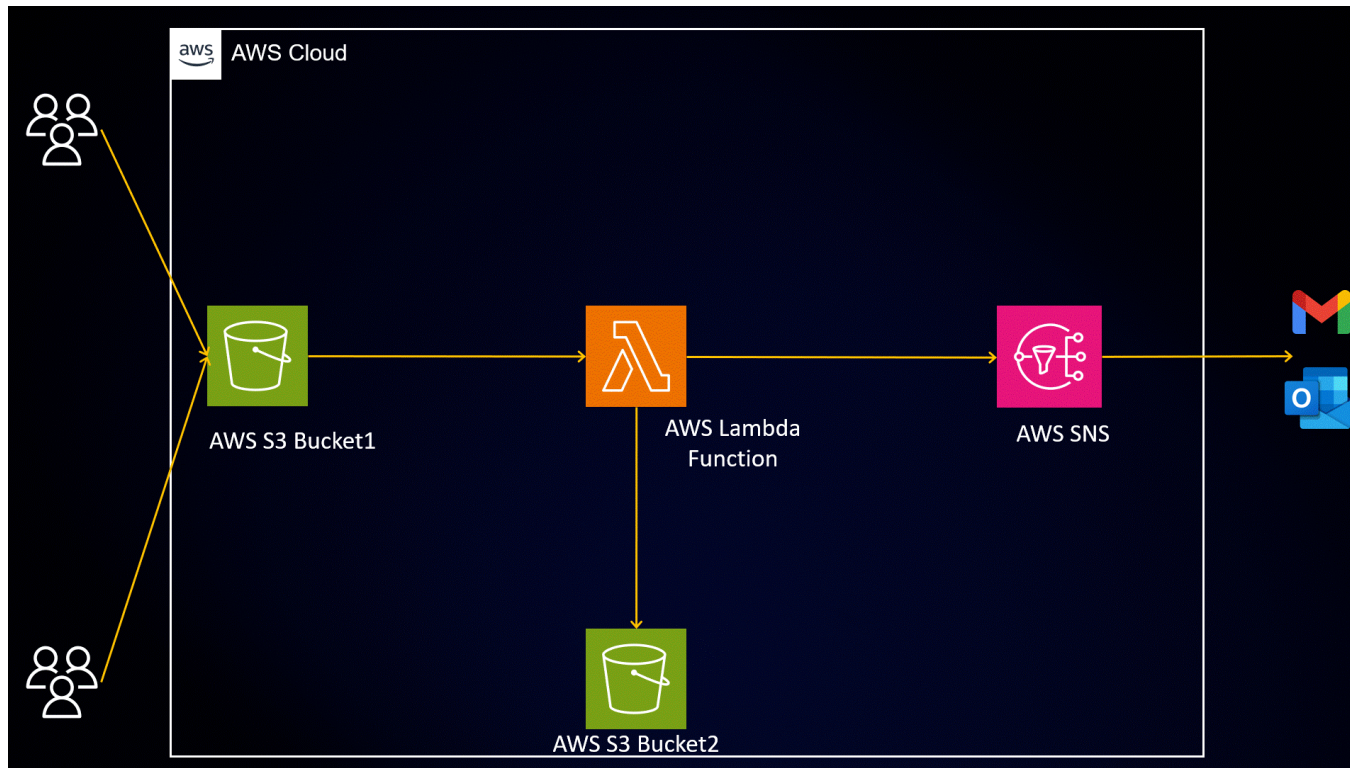 aws
AWS Cloud
AWS S3 Bucket1
AWS Lambda
Function
AWS SNS
O
AWS S3 Bucket2